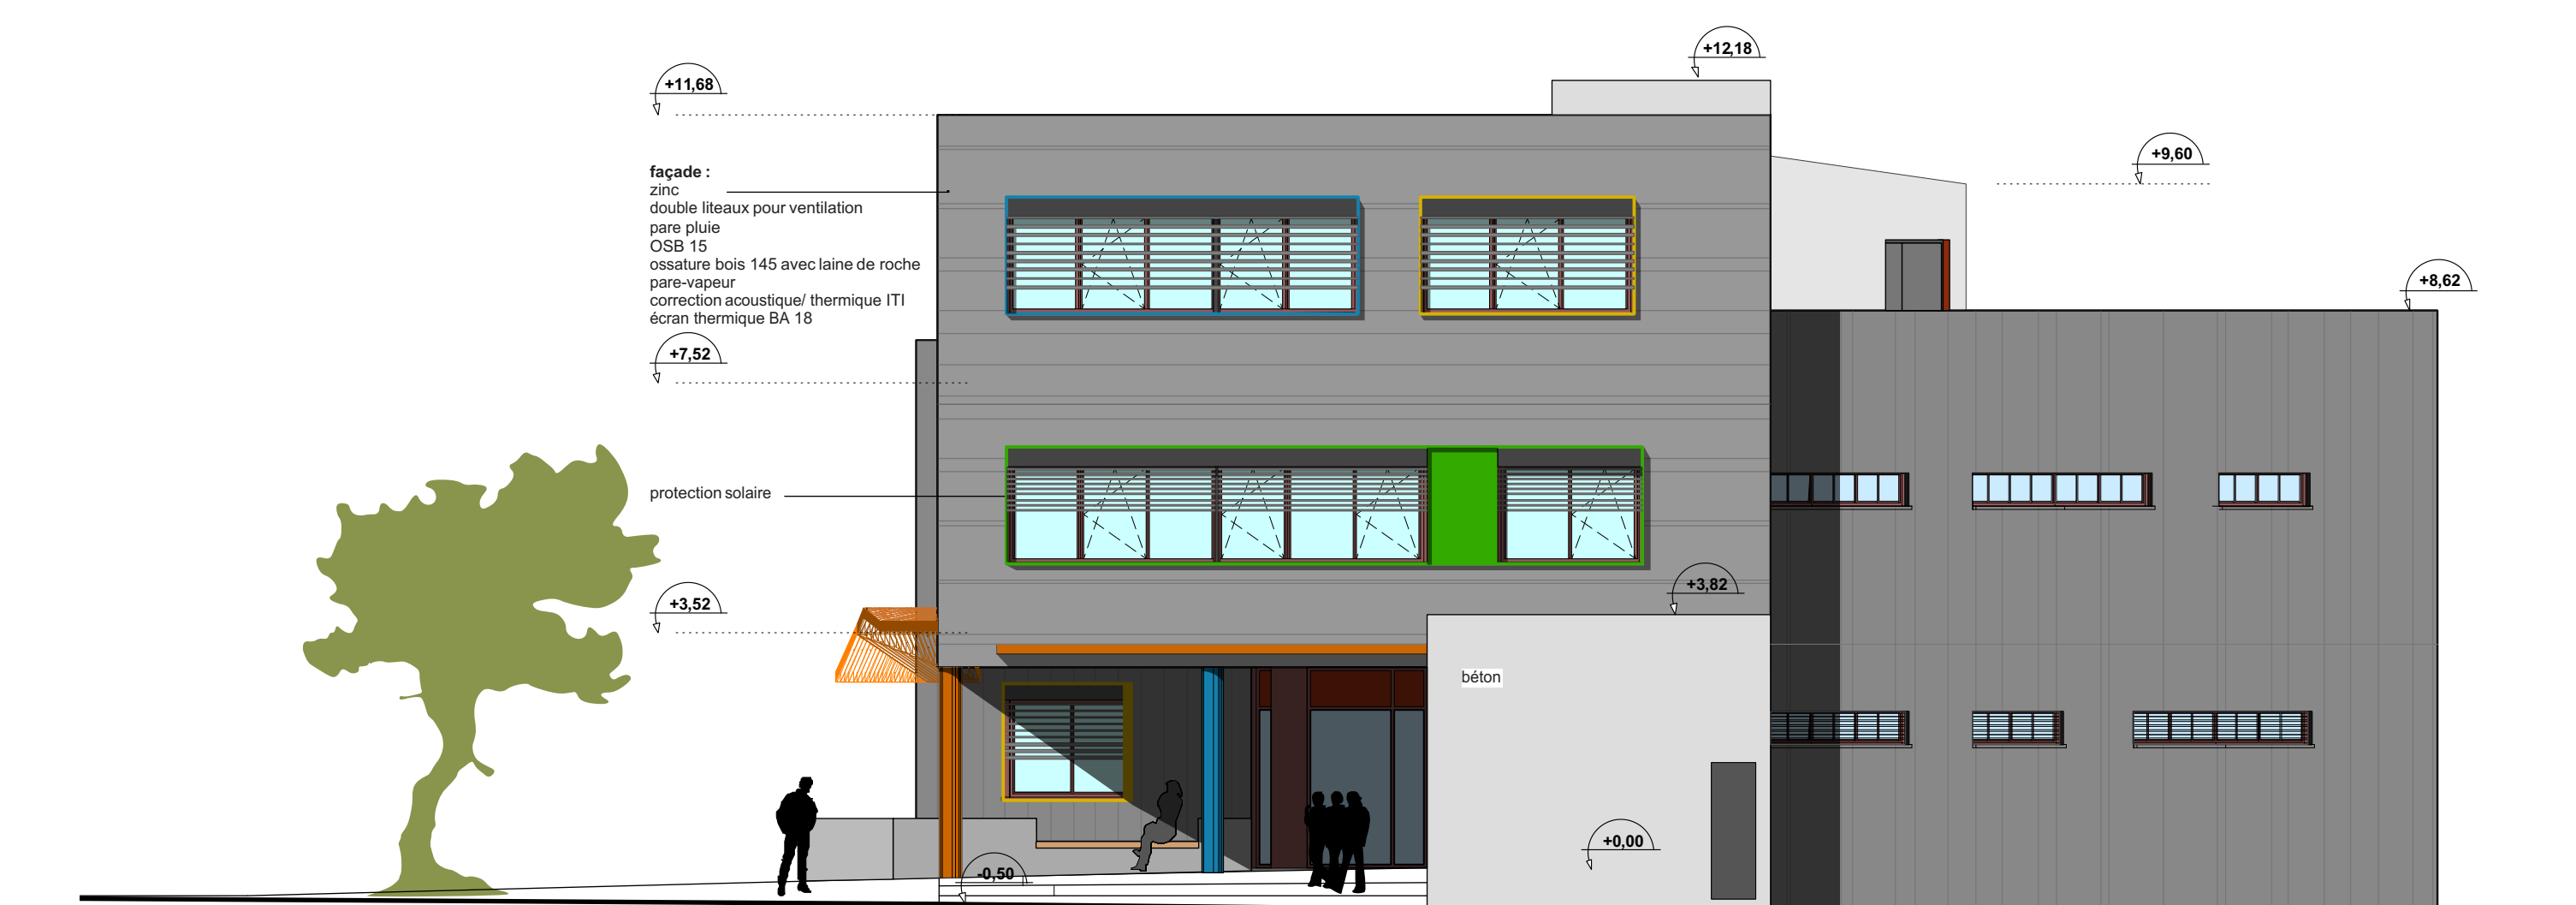 +12,18
+11,68
+9,60
façade :
zinc
double liteaux pour ventilation
pare pluie
OSB 15
ossature bois 145 avec laine de roche
pare-vapeur
correction acoustique/ thermique ITI
écran thermique BA 18
+8,62
+7,52
protection solaire
+3,82
+3,52
béton
+0,00
-0,50